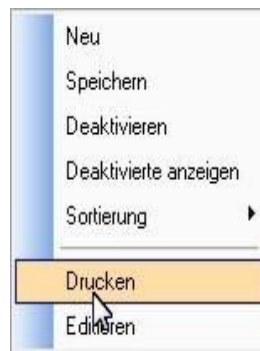 Neu
Speichern
Deaktivieren
Deaktivierte anzeigen
Sortierung
Drucken
Editieren